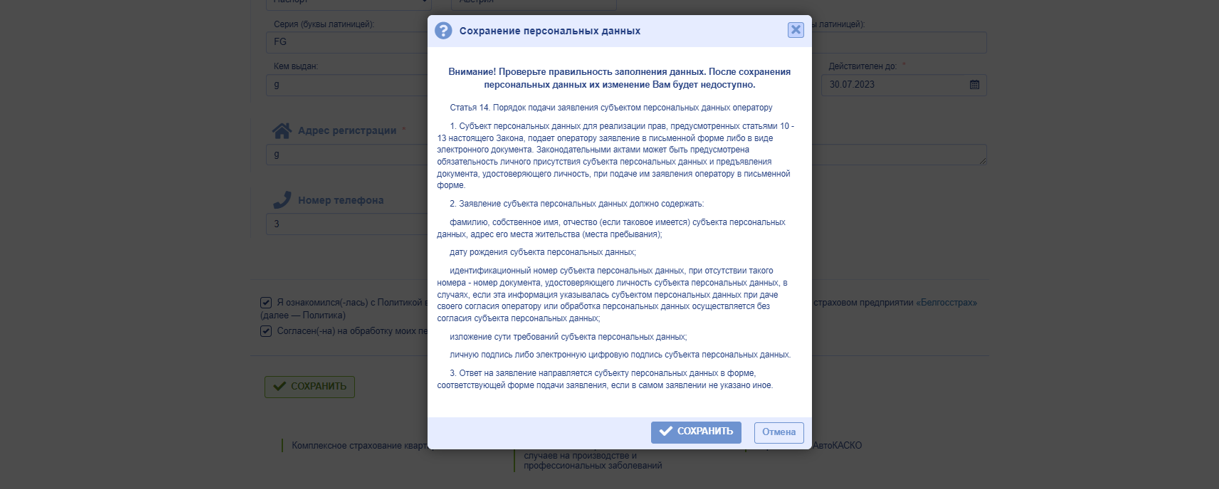 Паспорт
Австрия
Серия (буквы латиницей):
латиницей)
FG
Кем выдан:
Действителен до: *
g
30.07.2023
Адрес регистрации *
g
Номер телефона
3
Я ознакомился(-лась) с Политикой
страховом предприятии «Белгосстрах»
(далее — Политика)
Согласен(-на) на обработку моих
СОХРАНИТЬ
Комплексное страхование
АвтоКАСКО
случаев на производстве и
профессиональных заболеваний
Сохранение персональных данных
Внимание! Проверьте правильность заполнения данных. После сохранения
персональных данных их изменение Вам будет недоступно.
Статья 14. Порядок подачи заявления субъектом персональных данных оператору
1. Субъект персональных данных для реализации прав, предусмотренных статьями 10 -
13 настоящего Закона, подает оператору заявление в письменной форме либо в виде
электронного документа. Законодательными актами может быть предусмотрена
обязательность личного присутствия субъекта персональных данных и предъявления
документа, удостоверяющего личность, при подаче им заявления оператору в письменной
форме.
2. Заявление субъекта персональных данных должно содержать:
фамилию, собственное имя, отчество (если таковое имеется) субъекта персональных
данных, адрес его места жительства (места пребывания);
дату рождения субъекта персональных данных;
идентификационный номер субъекта персональных данных, при отсутствии такого
номера - номер документа, удостоверяющего личность субъекта персональных данных, в
случаях, если эта информация указывалась субъектом персональных данных при даче
своего согласия оператору или обработка персональных данных осуществляется без
согласия субъекта персональных данных;
изложение сути требований субъекта персональных данных;
личную подпись либо электронную цифровую подпись субъекта персональных данных.
3. Ответ на заявление направляется субъекту персональных данных в форме,
соответствующей форме подачи заявления, если в самом заявлении не указано иное.
СОХРАНИТЬ
Отмена